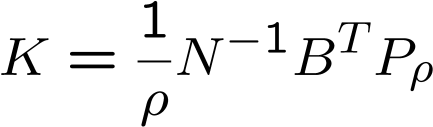 $K = \frac{1}{\rho} N^{-1} B^T P_\rho$